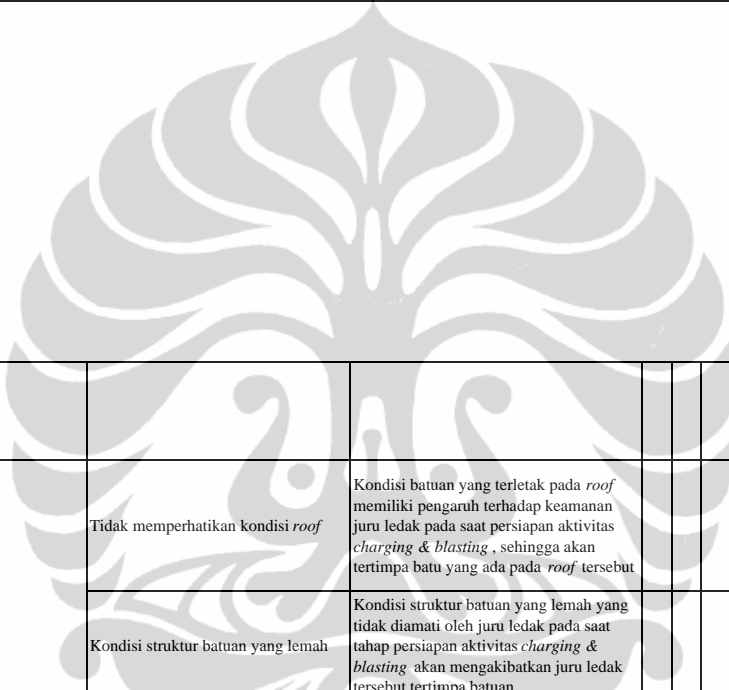 Tidak memperhatikan kondisi roof
Kondisi batuan yang terletak pada roof
memiliki pengaruh terhadap keamanan
juru ledak pada saat persiapan aktivitas
charging & blasting , sehingga akan
tertimpa batu yang ada pada roof tersebut
Kondisi struktur batuan yang lemah
Kondisi struktur batuan yang lemah yang
tidak diamati oleh juru ledak pada saat
tahap persiapan aktivitas charging &
blasting akan mengakibatkan juru ledak
tersebut tertimpa batuan